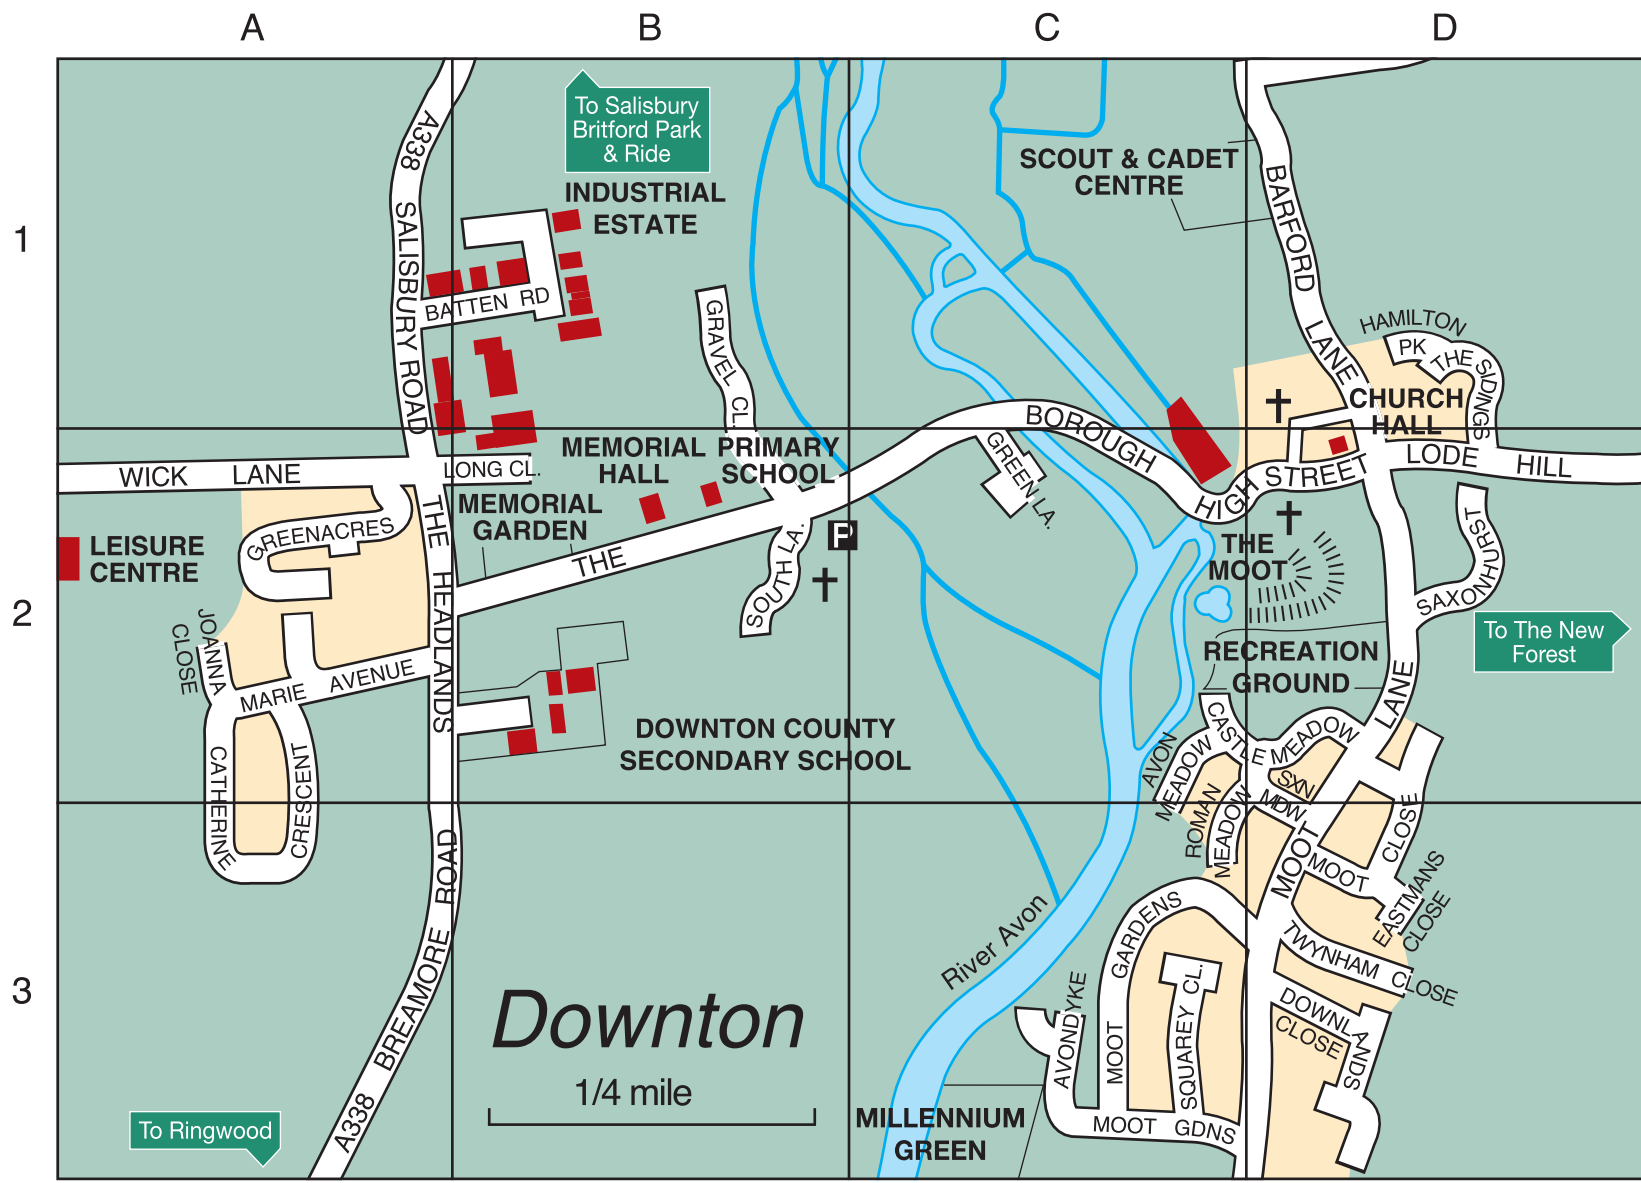 A B C D
1
2
3
To Salisbury
Britford Park
& Ride
INDUSTRIAL
ESTATE
A338
SALISBURY ROAD
BATTEN RD
GRAVEL CL.
SCOUT & CADET
CENTRE
BARFORD
LANE
HAMILTON
PK
THE SIDINGS
CHURCH
HALL
WICK LANE
LONG CL.
MEMORIAL
HALL
PRIMARY
SCHOOL
MEMORIAL
GARDEN
THE
BOROUGH
GREEN LA.
HIGH STREET
LODE HILL
GREENACRES
LEISURE
CENTRE
THE HEADLANDS
SOUTH LA.
P
THE
MOOT
SAXONHURST
To The New
Forest
JOANNA
CLOSE
MARIE AVENUE
RECREATION
GROUND
DOWNTON COUNTY
SECONDARY SCHOOL
CATHERINE
CRESCENT
AVON
MEADOW
CASTLE MEADOW
SXN
MDW
ROMAN
MEADOW
MOOT
LANE
MOOT
CLOSE
EASTMANS
CLOSE
TWYNHAM CLOSE
DOWNLANDS
CLOSE
BREAMORE ROAD
A338
River Avon
MOOT
GARDENS
SQUAREY CL.
AVONDYKE
MOOT GDNS
Downton
1/4 mile
MILLENNIUM
GREEN
To Ringwood